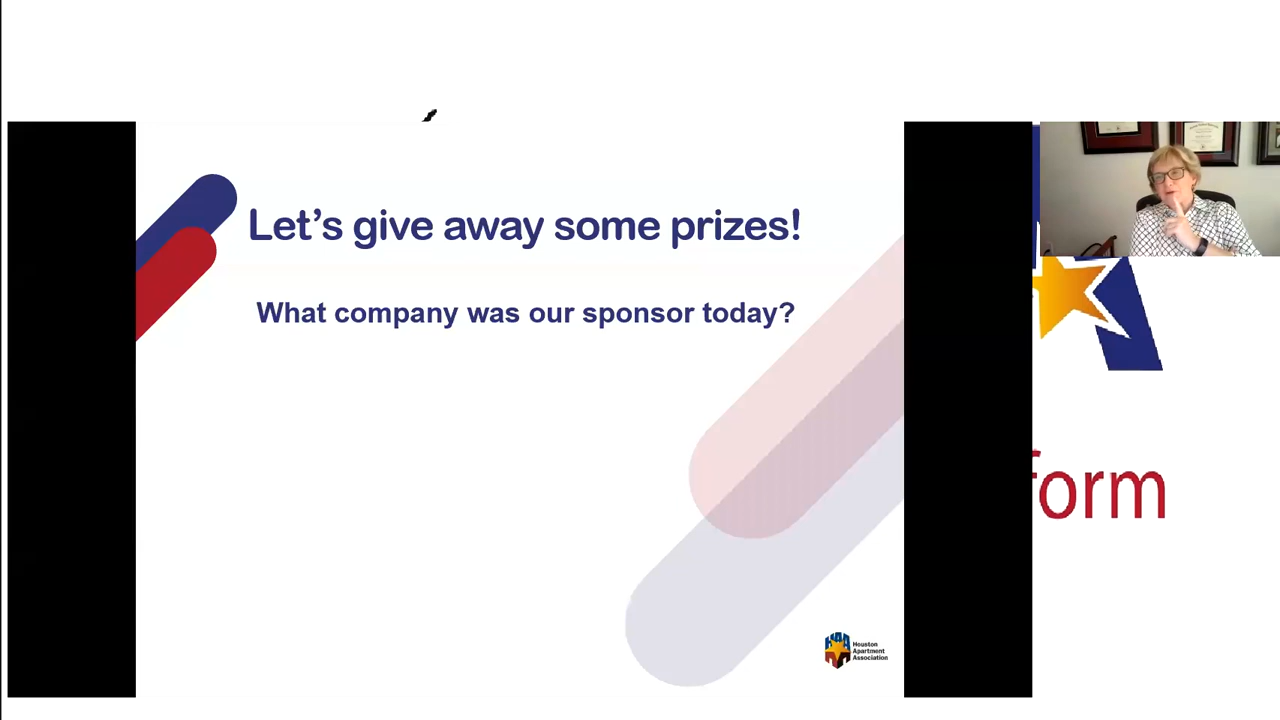 Let's give away some prizes!
What company was our sponsor today?
form
Houston
Apartment
Association